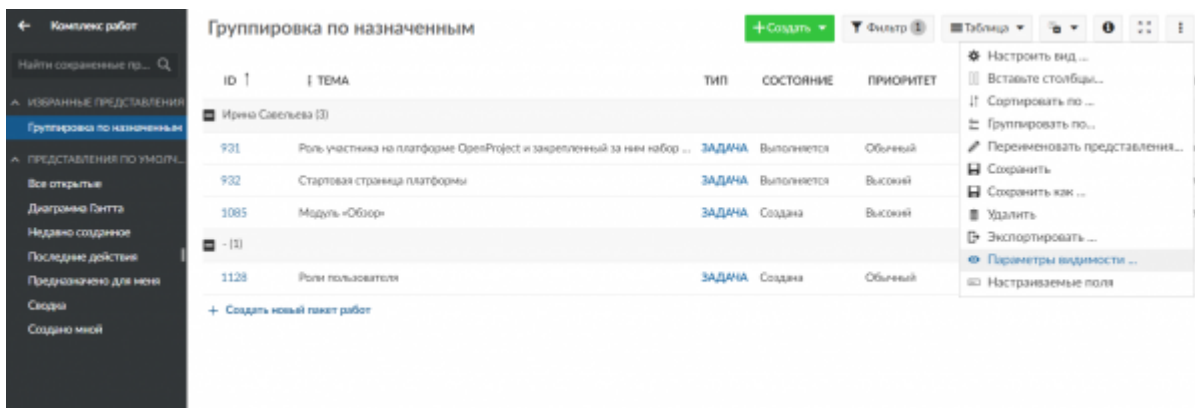 Комплекс работ
Группировка по назначенным
Создать
Фильтр 1
Таблица
Найти сохраненные пр...
ИЗБРАННЫЕ ПРЕДСТАВЛЕНИЯ
Группировка по назначенным
ПРЕДСТАВЛЕНИЯ ПО УМОЛЧ...
Все открытые
Диаграмма Гантта
Недавно созданное
Последние действия
Предназначено для меня
Сводка
Создано мной
ID ТЕМА ТИП СОСТОЯНИЕ ПРИОРИТЕТ
Ирина Савельева (3)
931 Роль участника на платформе OpenProject и закрепленный за ним набор ... ЗАДАЧА Выполняется Обычный
932 Стартовая страница платформы ЗАДАЧА Выполняется Высокий
1085 Модуль «Обзор» ЗАДАЧА Создана Высокий
- (1)
1128 Роли пользователя ЗАДАЧА Создана Обычный
+ Создать новый пакет работ
Настроить вид ...
Вставьте столбцы...
Сортировать по ...
Группировать по...
Переименовать представления...
Сохранить
Сохранить как ...
Удалить
Экспортировать ...
Параметры видимости ...
Настраиваемые поля